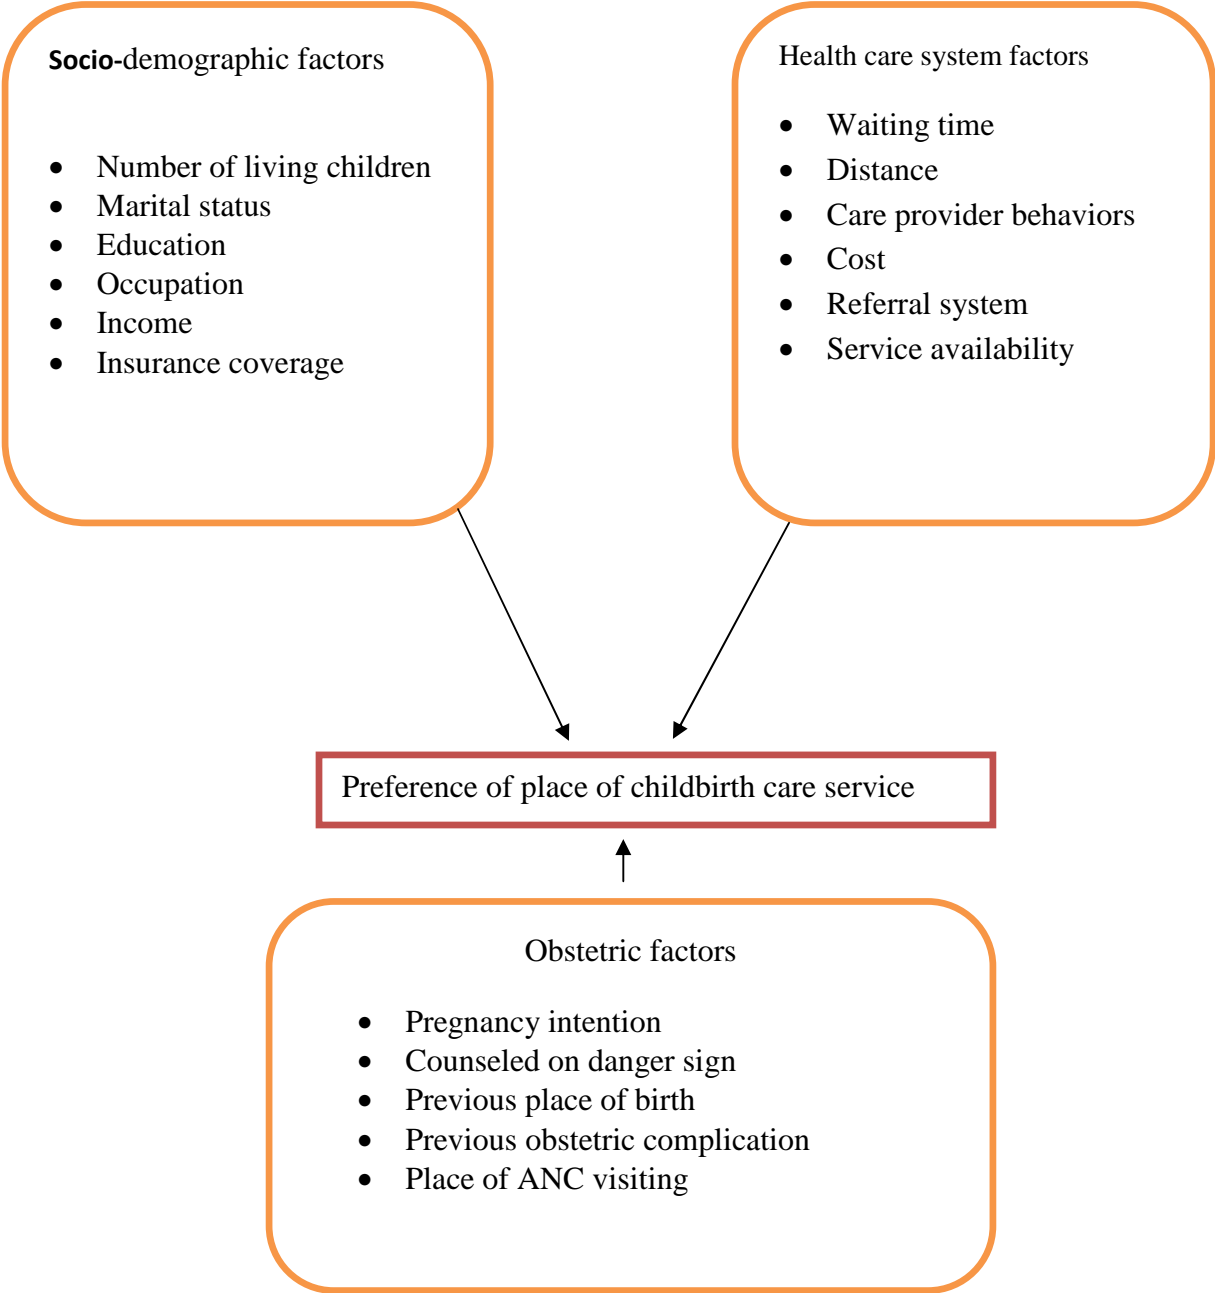 Socio-demographic factors
• Number of living children
• Marital status
• Education
• Occupation
• Income
• Insurance coverage
Health care system factors
• Waiting time
• Distance
• Care provider behaviors
• Cost
• Referral system
• Service availability
Preference of place of childbirth care service
Obstetric factors
• Pregnancy intention
• Counseled on danger sign
• Previous place of birth
• Previous obstetric complication
• Place of ANC visiting